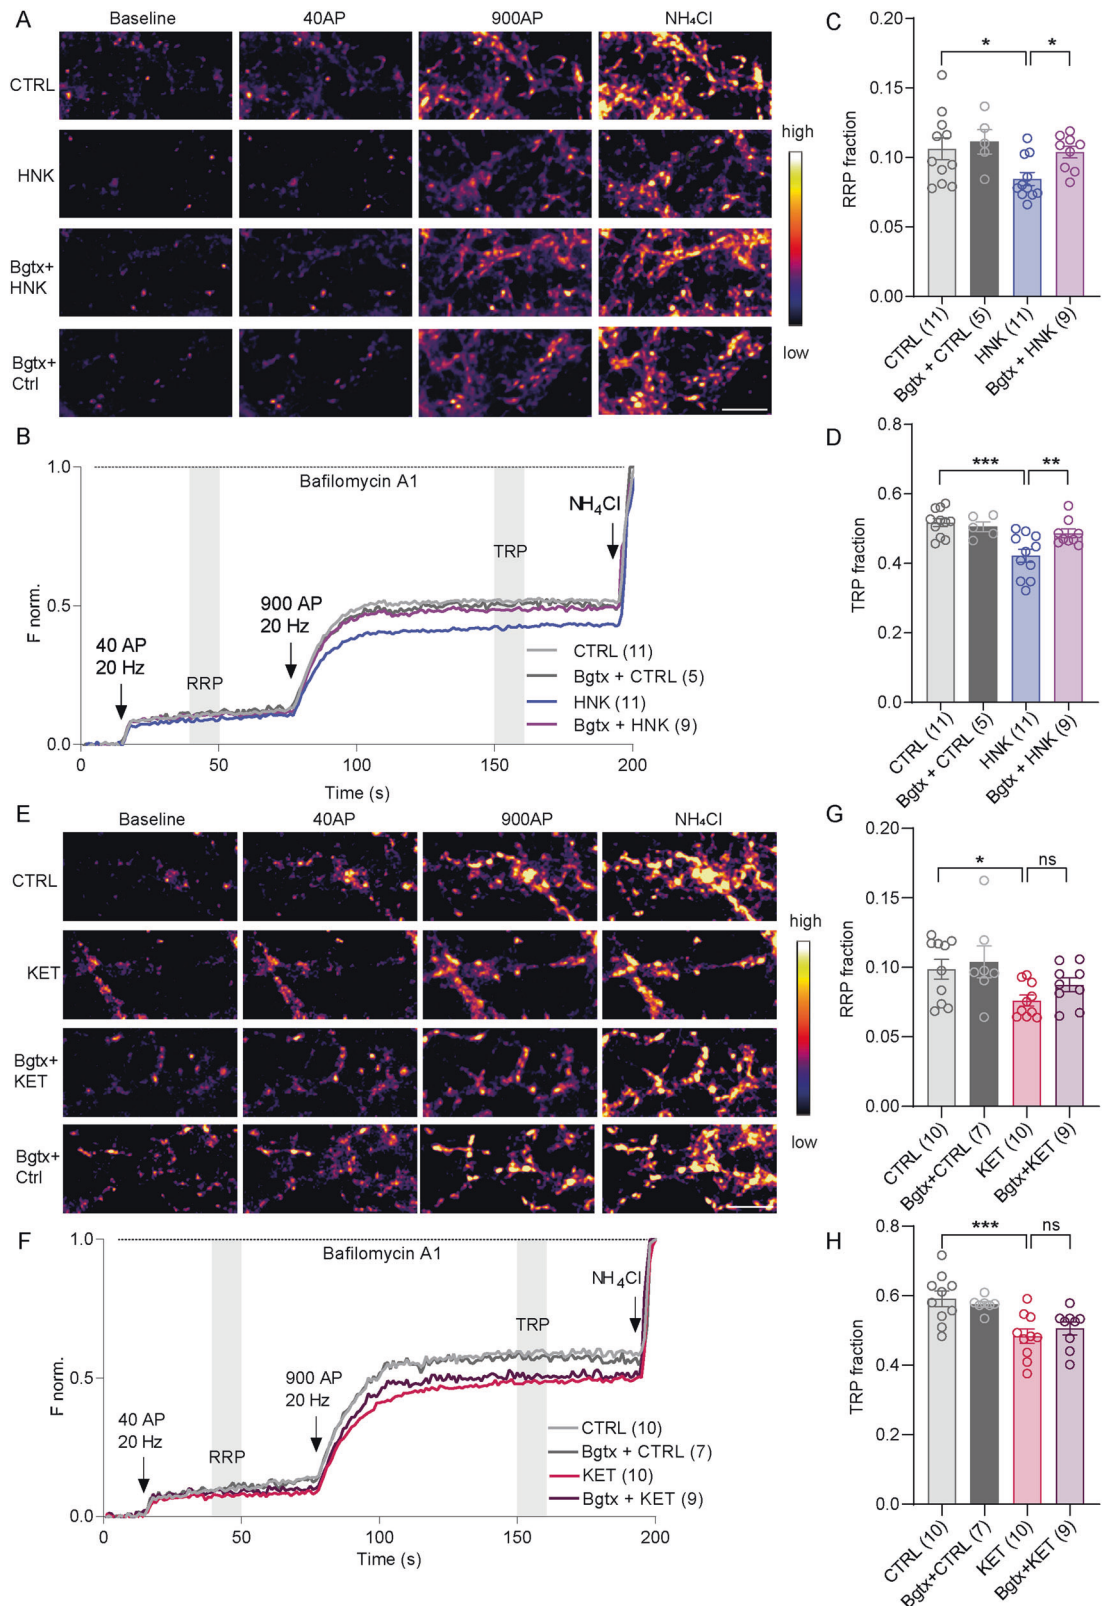 A
Baseline
40AP
900AP
NH₄Cl
CTRL
HNK
Bgtx+
HNK
Bgtx+
Ctrl
high
low
B
1.0
0.5
0.0
F norm.
Bafilomycin A1
40 AP
20 Hz
RRP
900 AP
20 Hz
TRP
NH₄Cl
CTRL (11)
Bgtx + CTRL (5)
HNK (11)
Bgtx + HNK (9)
0
50
100
150
200
Time (s)
C
0.20
0.15
0.10
0.05
0.00
RRP fraction
*
*
CTRL (11)
Bgtx + CTRL (5)
HNK (11)
Bgtx + HNK (9)
D
0.8
0.6
0.4
0.2
0.0
TRP fraction
***
**
CTRL (11)
Bgtx + CTRL (5)
HNK (11)
Bgtx + HNK (9)
E
Baseline
40AP
900AP
NH₄Cl
CTRL
KET
Bgtx+
KET
Bgtx+
Ctrl
high
low
F
1.0
0.5
0.0
F norm.
Bafilomycin A1
40 AP
20 Hz
RRP
900 AP
20 Hz
TRP
NH₄Cl
CTRL (10)
Bgtx + CTRL (7)
KET (10)
Bgtx + KET (9)
0
50
100
150
200
Time (s)
G
0.20
0.15
0.10
0.05
0.00
RRP fraction
*
ns
CTRL (10)
Bgtx+CTRL (7)
KET (10)
Bgtx+KET (9)
H
0.8
0.6
0.4
0.2
0.0
TRP fraction
***
ns
CTRL (10)
Bgtx+CTRL (7)
KET (10)
Bgtx+KET (9)